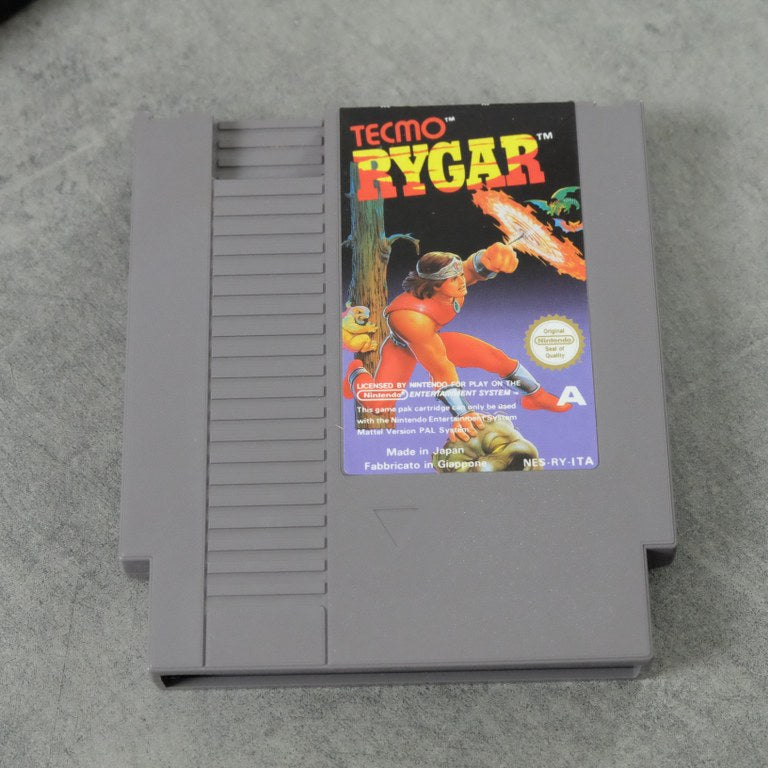 TECMO™
RYGAR™
Original
Nintendo
Seal of
Quality
LICENSED BY NINTENDO FOR PLAY ON THE
Nintendo® ENTERTAINMENT SYSTEM™
A
This game pak cartridge can only be used
with the Nintendo Entertainment System
Mattel Version PAL System
Made in Japan
Fabbricato in Giappone
NES-RY-ITA